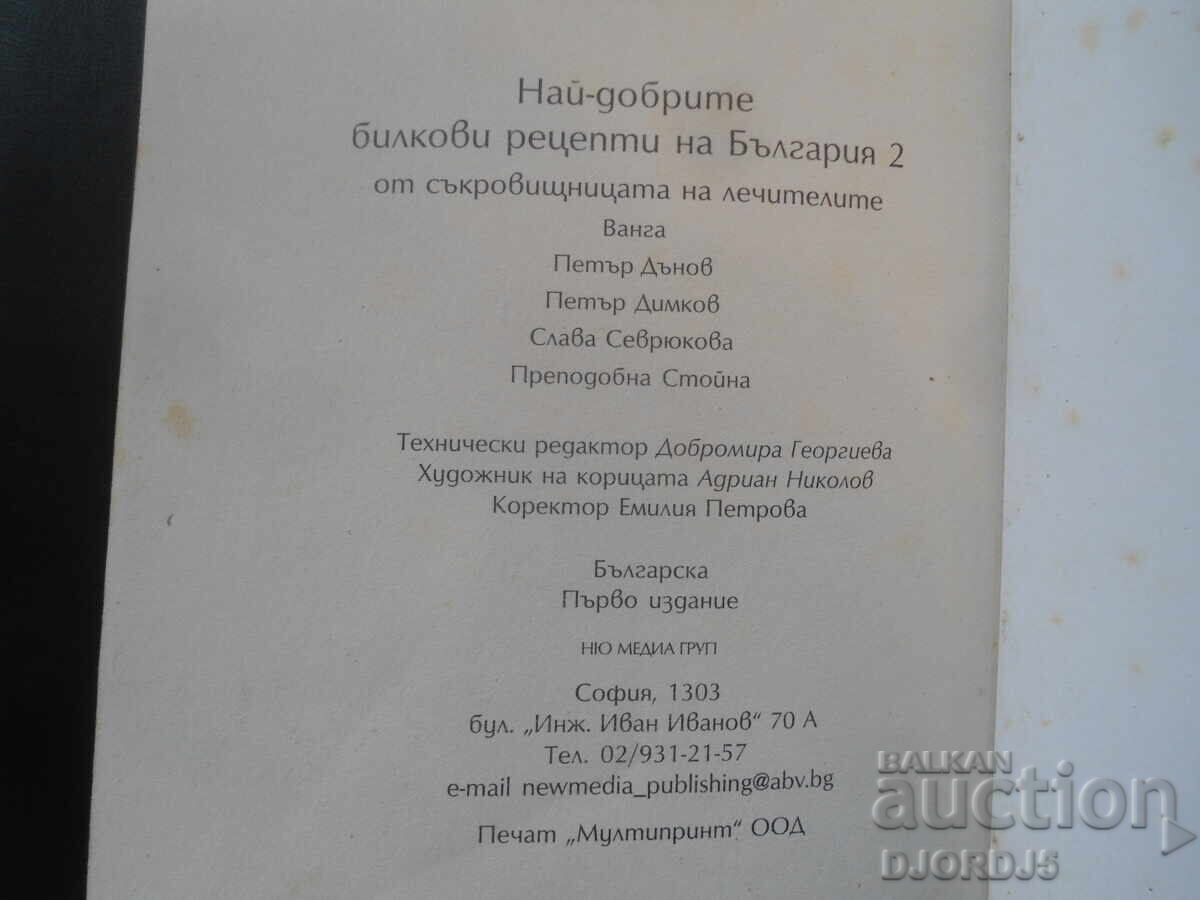 Най-добрите
билкови рецепти на България 2
от съкровищницата на лечителите
Ванга
Петър Дънов
Петър Димков
Слава Севрюкова
Преподобна Стойна
Технически редактор Добромира Георгиева
Художник на корицата Адриан Николов
Коректор Емилия Петрова
Българска
Първо издание
НЮ МЕДИА ГРУП
София, 1303
бул. „Инж. Иван Иванов“ 70 А
Тел. 02/931-21-57
e-mail newmedia_publishing@abv.bg
Печат „Мултипринт“ ООД
BALKAN
auction
DJORDJ5